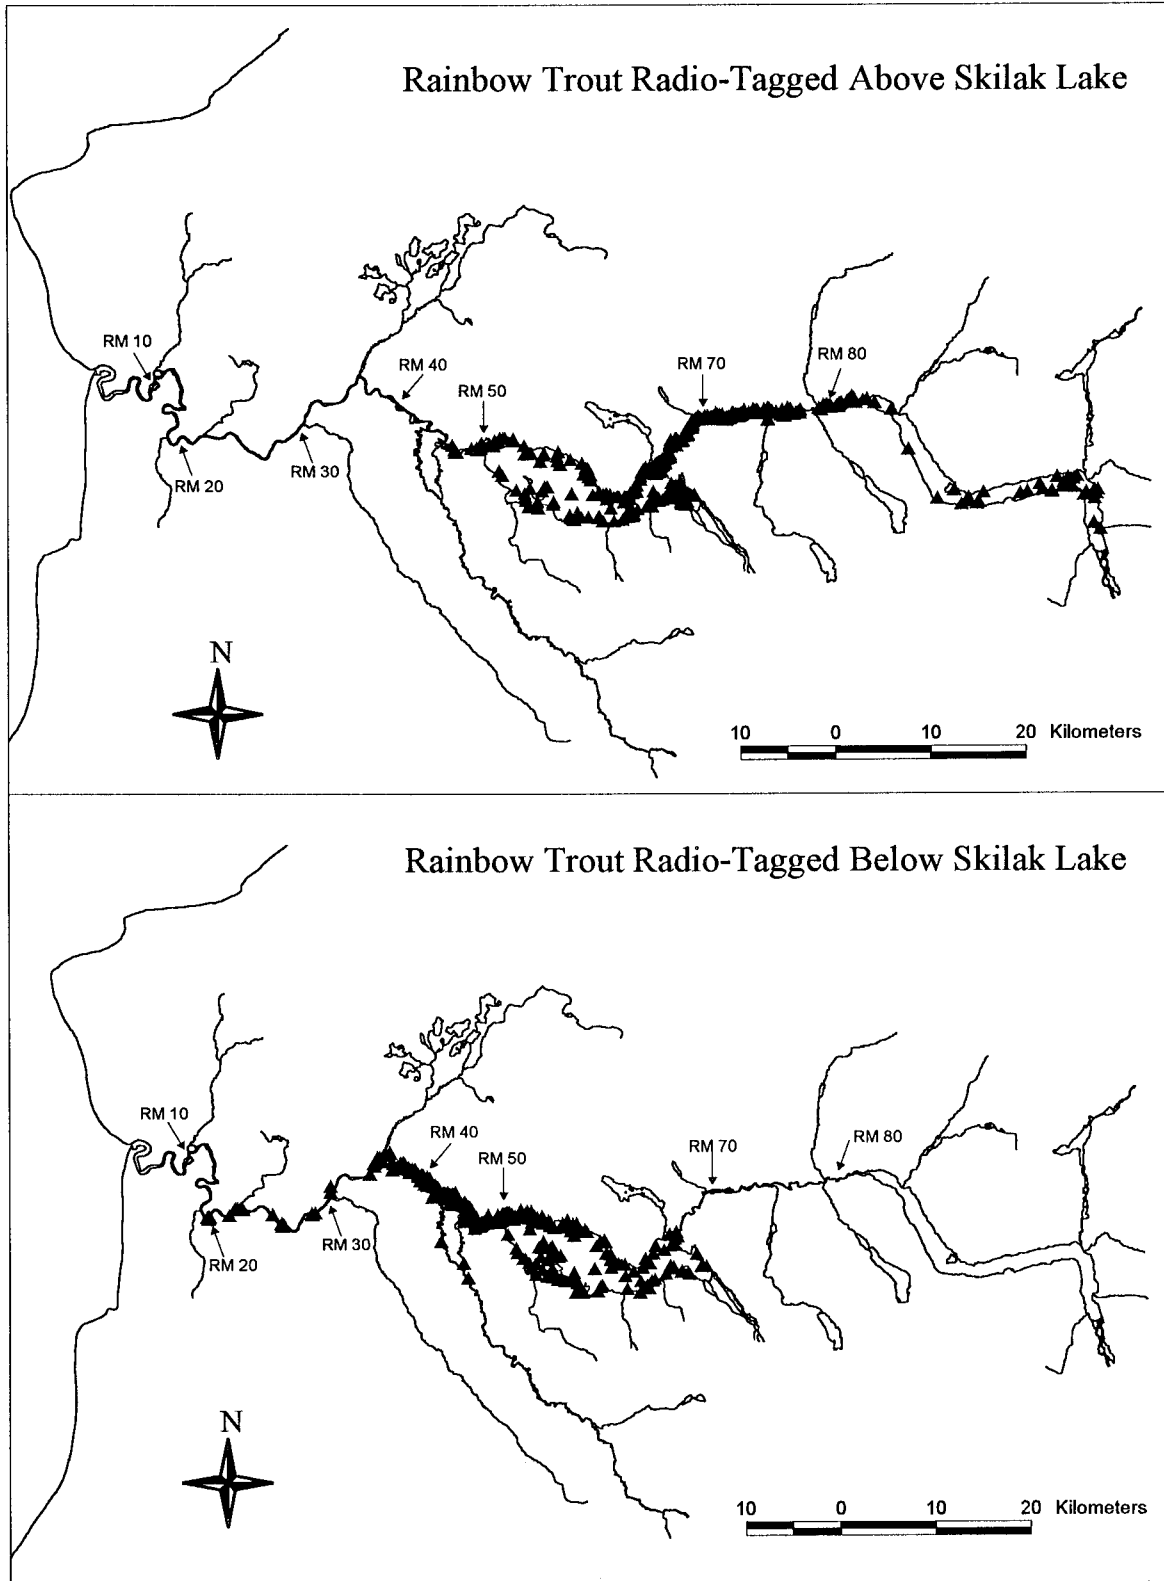 Rainbow Trout Radio-Tagged Above Skilak Lake
RM 10
RM 20
RM 30
RM 40
RM 50
RM 70
RM 80
N
10 0 10 20 Kilometers
Rainbow Trout Radio-Tagged Below Skilak Lake
RM 10
RM 20
RM 30
RM 40
RM 50
RM 70
RM 80
N
10 0 10 20 Kilometers